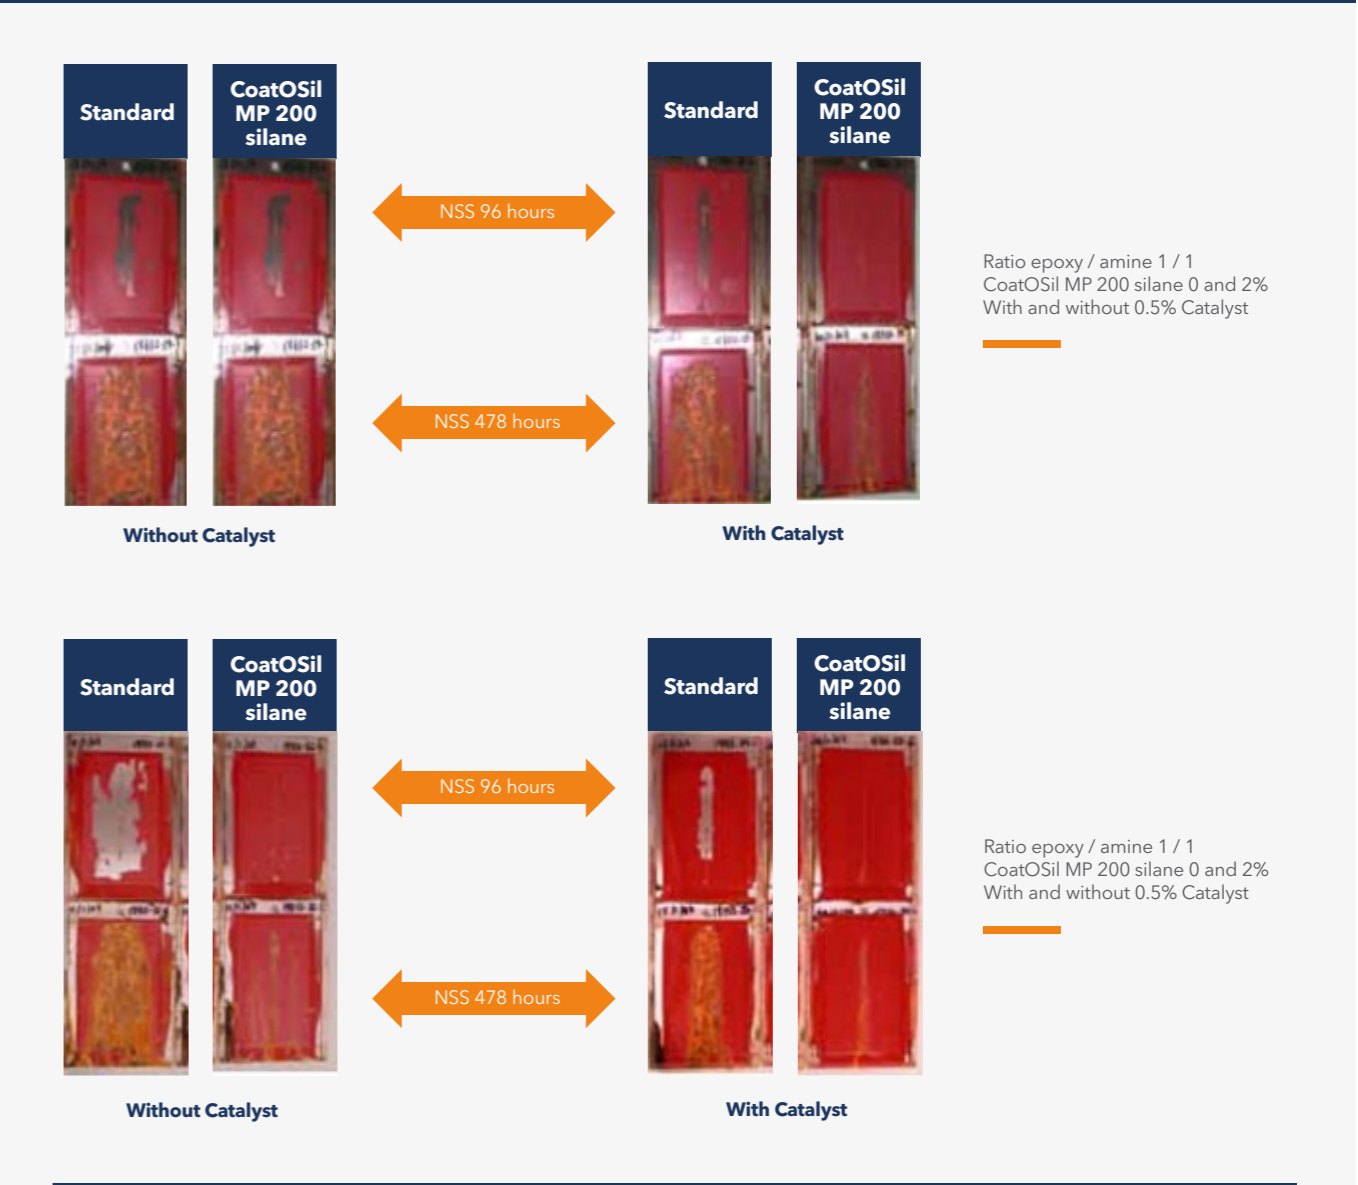 Standard
CoatOSil
MP 200
silane
Standard
CoatOSil
MP 200
silane
NSS 96 hours
Ratio epoxy / amine 1 / 1
CoatOSil MP 200 silane 0 and 2%
With and without 0.5% Catalyst
NSS 478 hours
Without Catalyst
With Catalyst
Standard
CoatOSil
MP 200
silane
Standard
CoatOSil
MP 200
silane
NSS 96 hours
Ratio epoxy / amine 1 / 1
CoatOSil MP 200 silane 0 and 2%
With and without 0.5% Catalyst
NSS 478 hours
Without Catalyst
With Catalyst